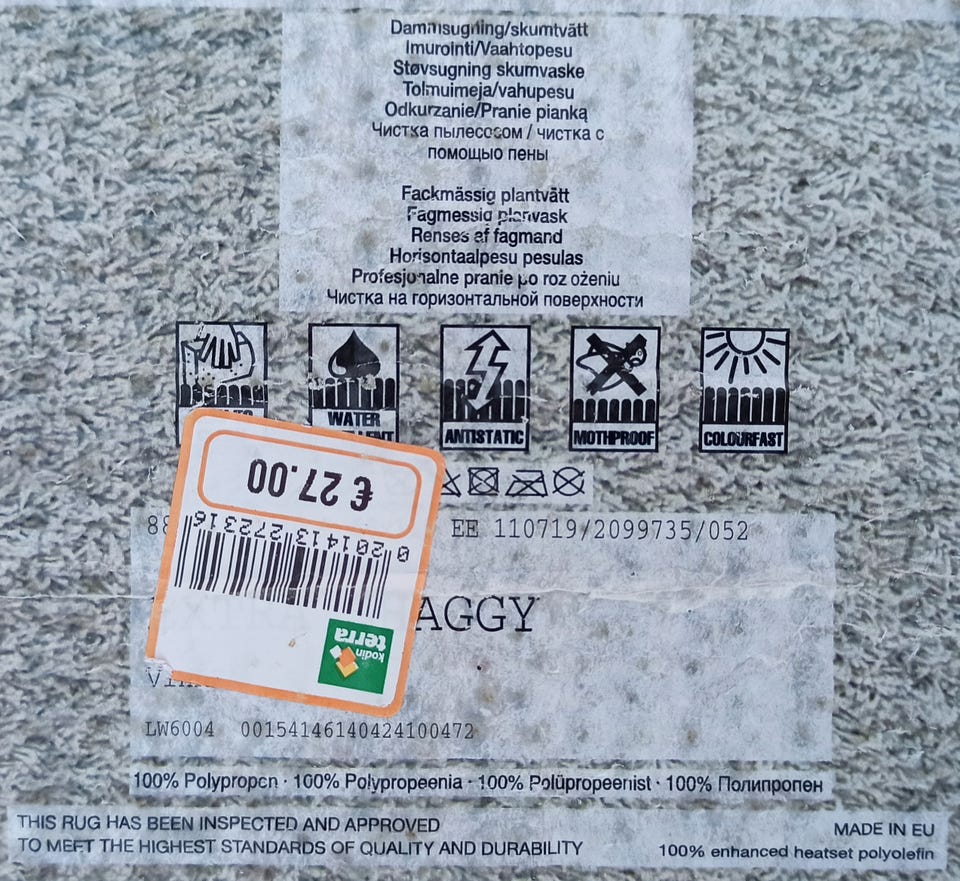 Dammsugning/skumtvätt
Imurointi/Vaahtopesu
Støvsugning skumvaske
Tolmuimeja/vahupesu
Odkurzanie/Pranie pianką
Чистка пылесосом / чистка с
помощью пены
Fackmässig plantvätt
Fagmessig planvask
Renses af fagmand
Horisontaalpesu pesulas
Profesjonalne pranie po roz ożeniu
Чистка на горизонтальной поверхности
WATER
ANTISTATIC
MOTHPROOF
COLOURFAST
€ 27.00
0 201413 272316
kodin
terra
EE 110719/2099735/052
AGGY
LW6004 00154146140424100472
100% Polypropen · 100% Polypropeenia · 100% Polüpropeenist · 100% Полипропен
THIS RUG HAS BEEN INSPECTED AND APPROVED
TO MEET THE HIGHEST STANDARDS OF QUALITY AND DURABILITY
MADE IN EU
100% enhanced heatset polyolefin